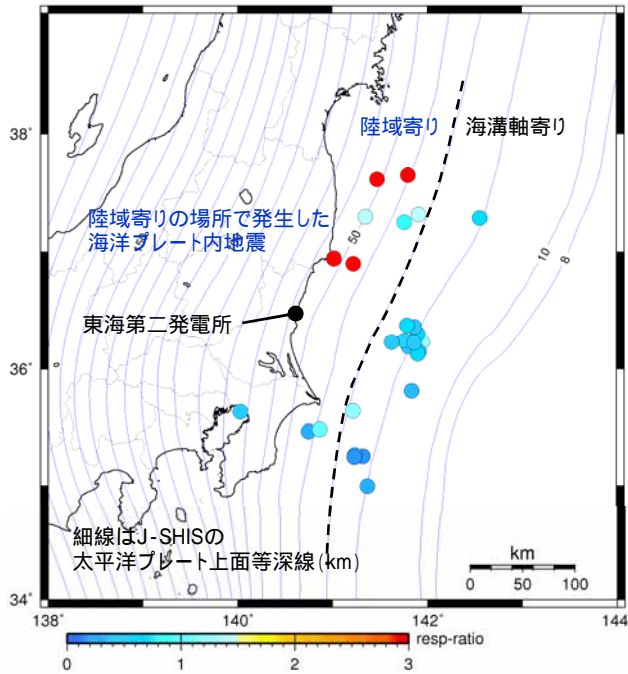 38°
36°
34°
138°
140°
142°
144
陸域寄り
海溝軸寄り
陸域寄りの場所で発生した
海洋プレート内地震
50
10
8
東海第二発電所
細線はJ-SHISの
太平洋プレート上面等深線(km)
km
0
100
resp-ratio
0
1
2
3